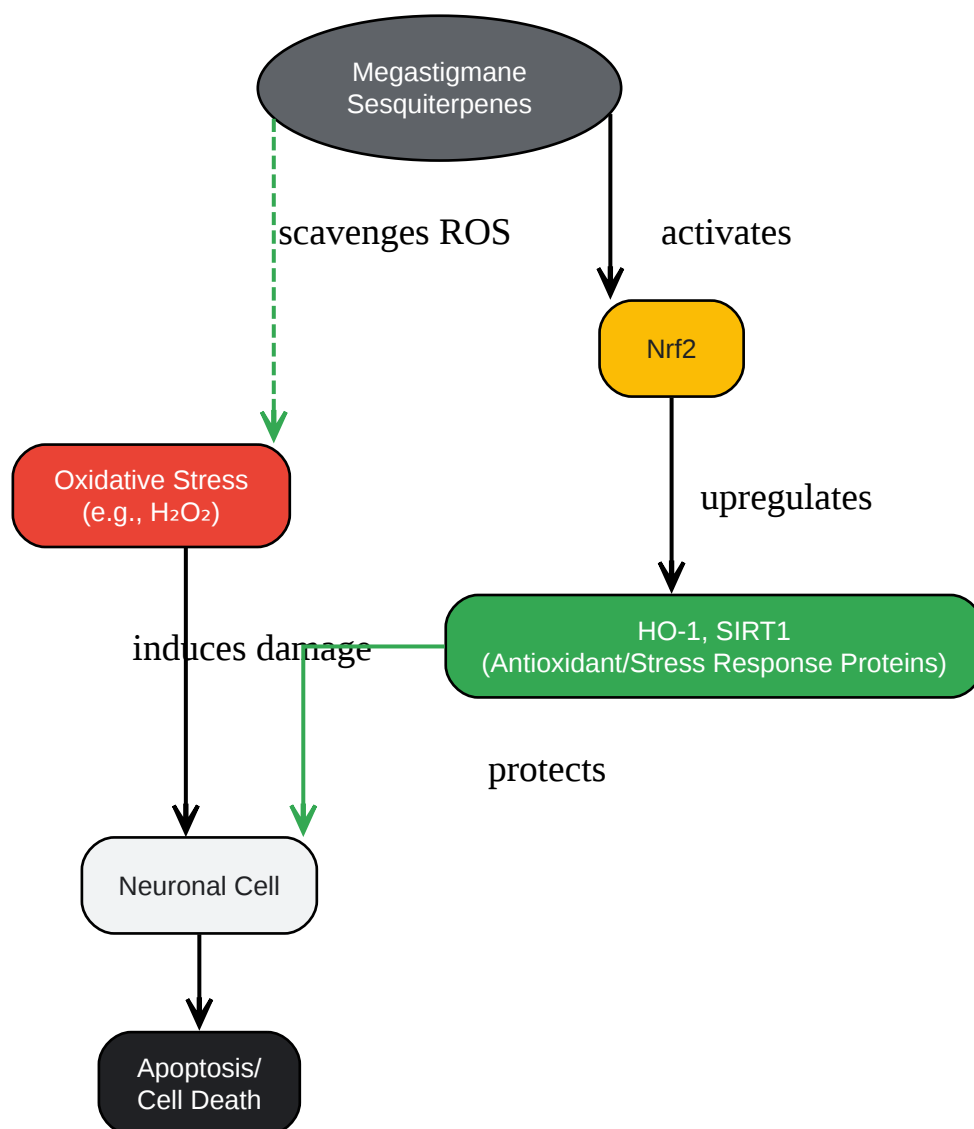 Megastigmane
Sesquiterpenes
scavenges ROS
activates
Nrf2
Oxidative Stress
(e.g., H₂O₂)
upregulates
HO-1, SIRT1
(Antioxidant/Stress Response Proteins)
induces damage
protects
Neuronal Cell
Apoptosis/
Cell Death